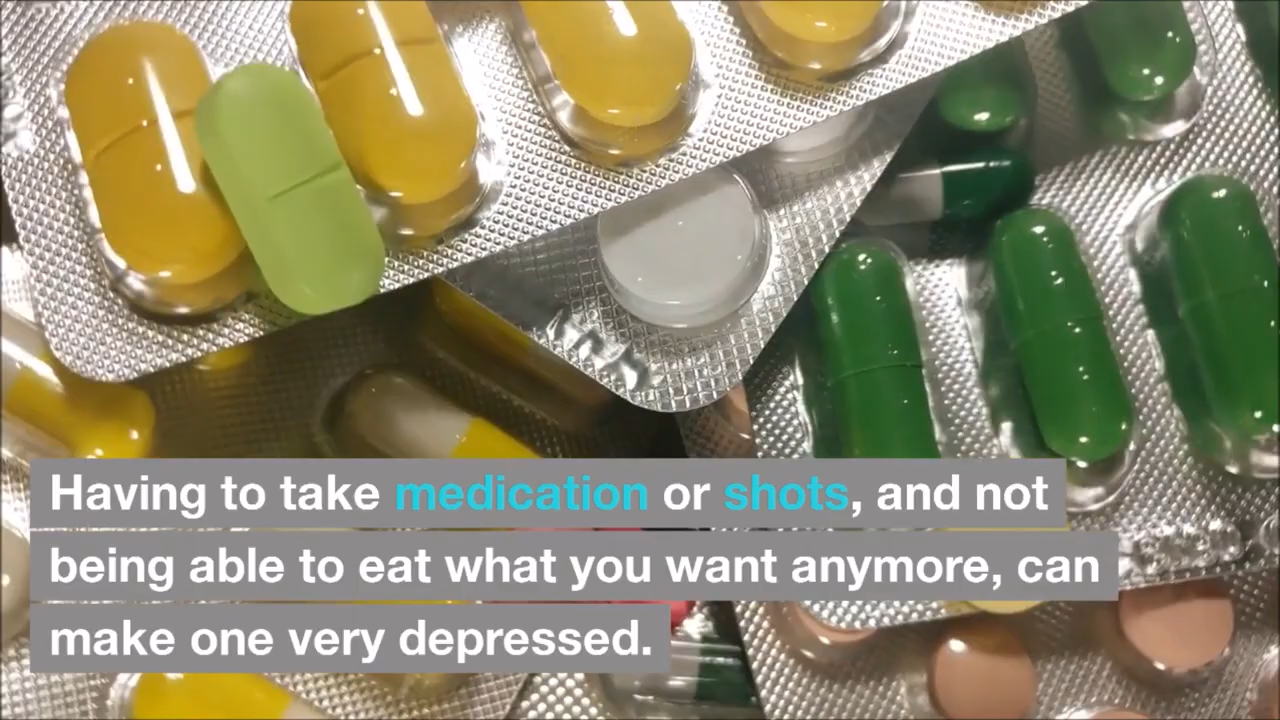 Having to take medication or shots, and not
being able to eat what you want anymore, can
make one very depressed.